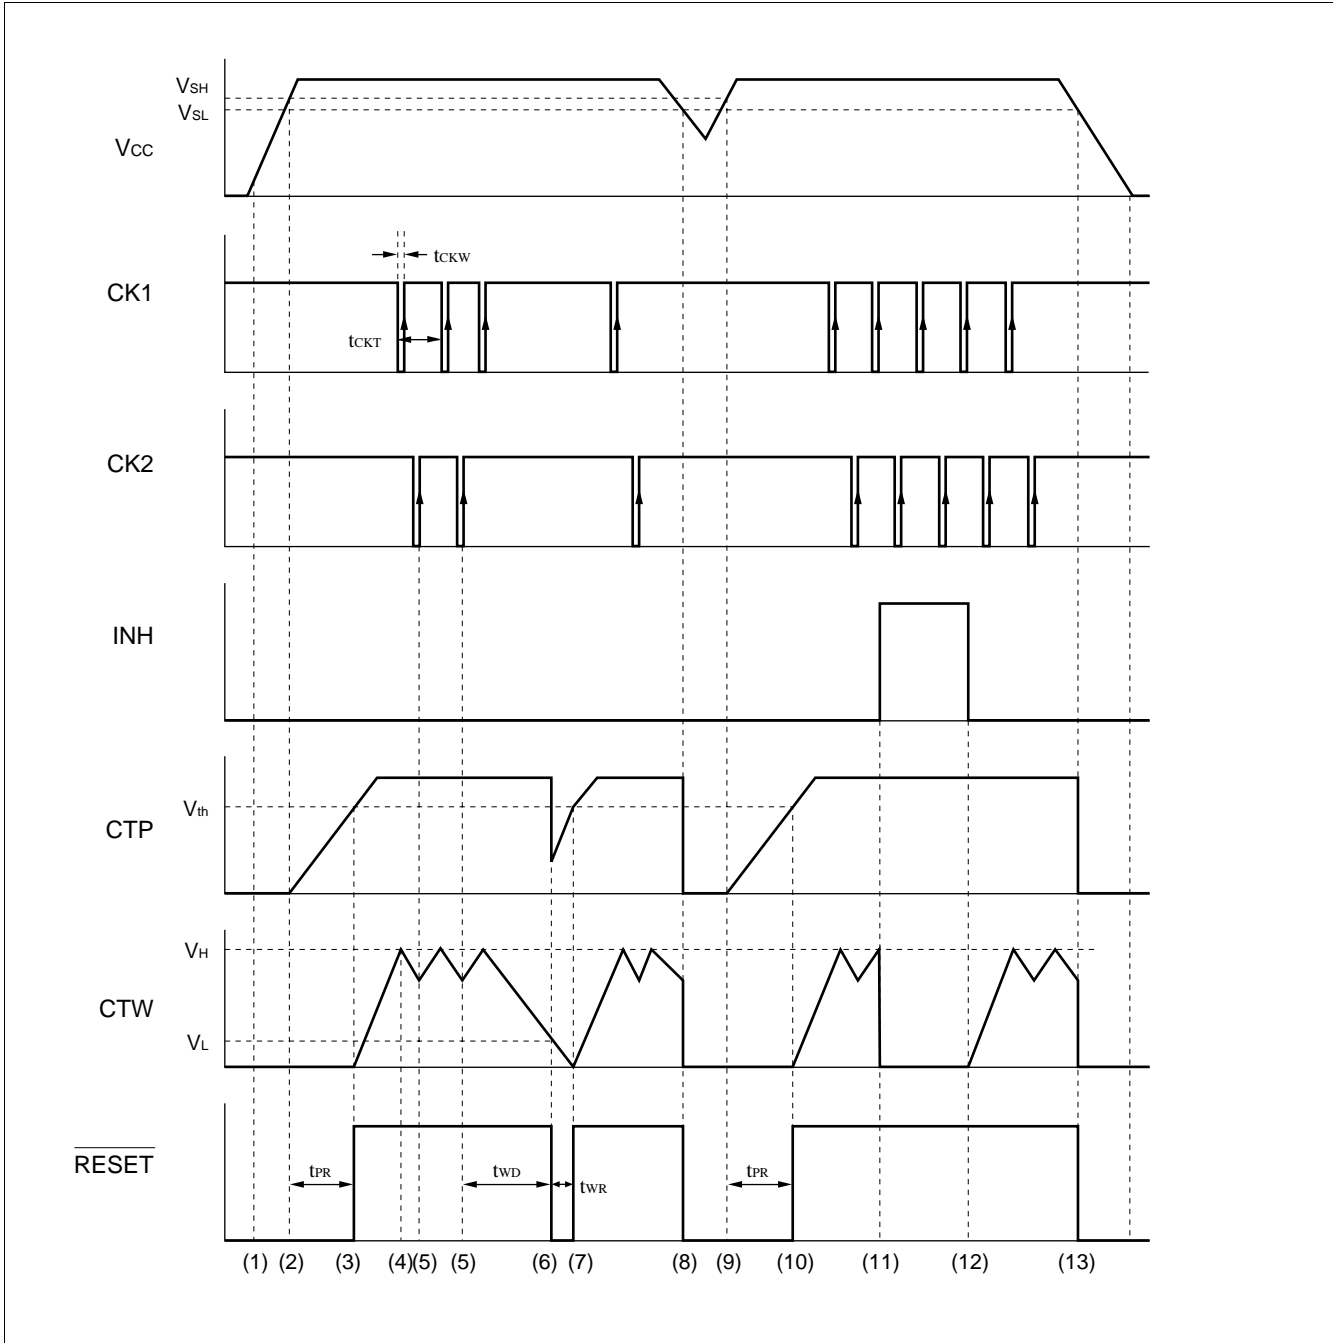 VSH
VSL
VCC
tCKW
CK1
tCKT
CK2
INH
Vth
CTP
VH
CTW
VL
RESET
tPR
tWD
tWR
tPR
(1) (2) (3) (4) (5) (5) (6) (7) (8) (9) (10) (11) (12) (13)